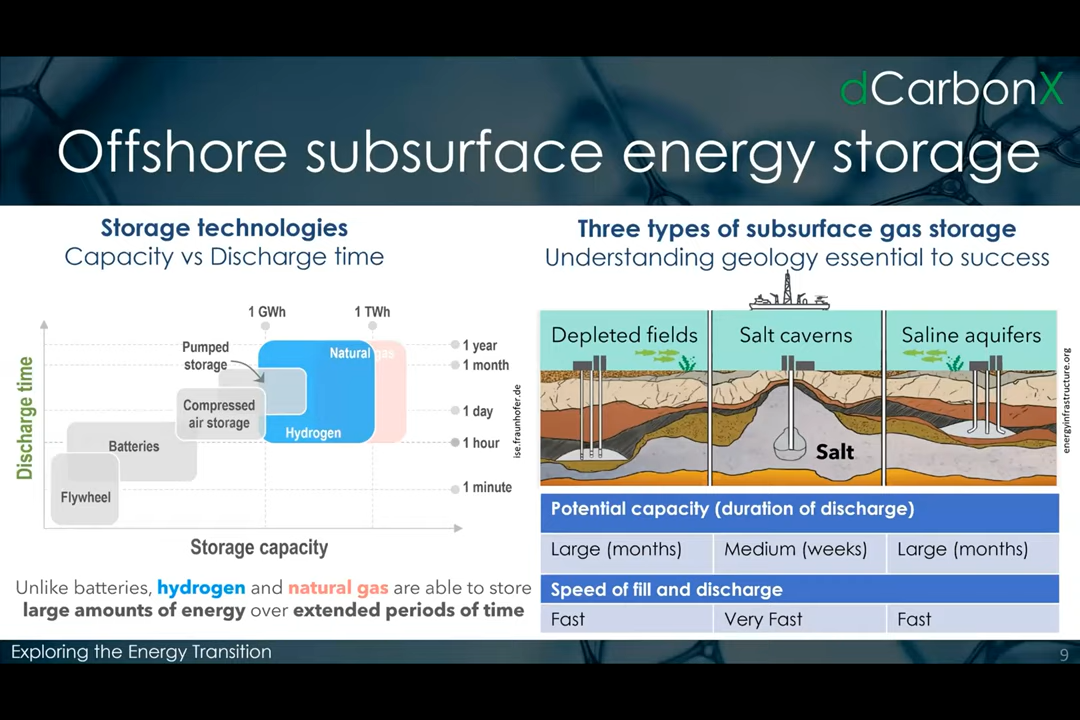 dCarbonX
Offshore subsurface energy storage
Storage technologies
Capacity vs Discharge time
1 GWh
1 TWh
Pumped
storage
Natural gas
Compressed
air storage
Hydrogen
Batteries
Flywheel
1 year
1 month
1 day
1 hour
1 minute
Discharge time
Storage capacity
ise.fraunhofer.de
Unlike batteries, hydrogen and natural gas are able to store
large amounts of energy over extended periods of time
Three types of subsurface gas storage
Understanding geology essential to success
Depleted fields
Salt caverns
Saline aquifers
Salt
energyinfrastructure.org
Potential capacity (duration of discharge)
Large (months)
Medium (weeks)
Large (months)
Speed of fill and discharge
Fast
Very Fast
Fast
Exploring the Energy Transition
9